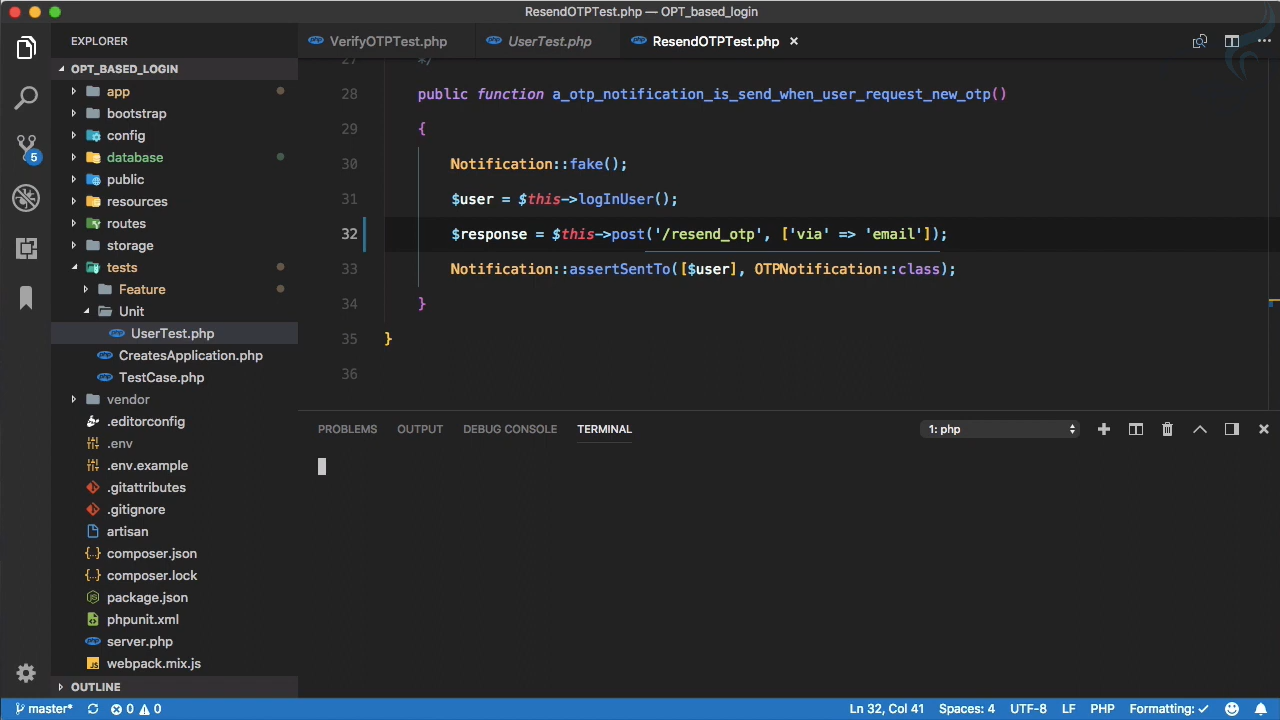 ResendOTPTest.php — OPT_based_login
EXPLORER
OPT_BASED_LOGIN
app
bootstrap
config
database
public
resources
routes
storage
tests
Feature
Unit
UserTest.php
CreatesApplication.php
TestCase.php
vendor
.editorconfig
.env
.env.example
.gitattributes
.gitignore
artisan
composer.json
composer.lock
package.json
phpunit.xml
server.php
webpack.mix.js
OUTLINE
5
VerifyOTPTest.php UserTest.php ResendOTPTest.php
27 */
28 public function a_otp_notification_is_send_when_user_request_new_otp()
29 {
30 Notification::fake();
31 $user = $this->logInUser();
32 $response = $this->post('/resend_otp', ['via' => 'email']);
33 Notification::assertSentTo([$user], OTPNotification::class);
34 }
35 }
36
PROBLEMS OUTPUT DEBUG CONSOLE TERMINAL 1: php
master* 0 0 Ln 32, Col 41 Spaces: 4 UTF-8 LF PHP Formatting: ✓